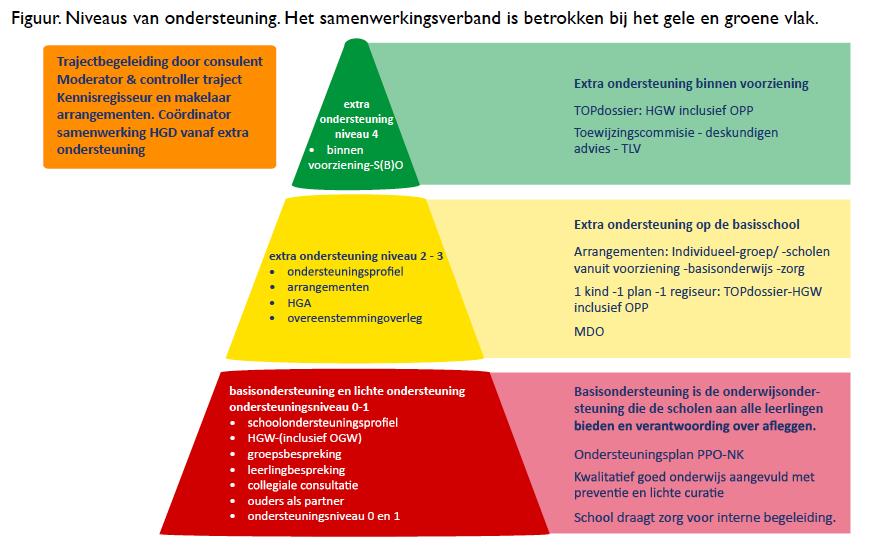 Figuur. Niveaus van ondersteuning. Het samenwerkingsverband is betrokken bij het gele en groene vlak.
Trajectbegeleiding door consulent
Moderator & controller traject
Kennisregisseur en makelaar
arrangementen. Coördinator
samenwerking HGD vanaf extra
ondersteuning
extra
ondersteuning
niveau 4
• binnen
voorziening-S(B)O
Extra ondersteuning binnen voorziening
TOPdossier: HGW inclusief OPP
Toewijzingscommisie - deskundigen
advies - TLV
extra ondersteuning niveau 2 - 3
• ondersteuningsprofiel
• arrangementen
• HGA
• overeenstemmingoverleg
Extra ondersteuning op de basisschool
Arrangementen: Individueel-groep/ -scholen
vanuit voorziening -basisonderwijs -zorg
1 kind -1 plan -1 regiseur: TOPdossier-HGW
inclusief OPP
MDO
basisondersteuning en lichte ondersteuning
ondersteuningsniveau 0-1
• schoolondersteuningsprofiel
• HGW-(inclusief OGW)
• groepsbespreking
• leerlingbespreking
• collegiale consultatie
• ouders als partner
• ondersteuningsniveau 0 en 1
Basisondersteuning is de onderwijsonder-
steuning die de scholen aan alle leerlingen
bieden en verantwoording over afleggen.
Ondersteuningsplan PPO-NK
Kwalitatief goed onderwijs aangevuld met
preventie en lichte curatie
School draagt zorg voor interne begeleiding.